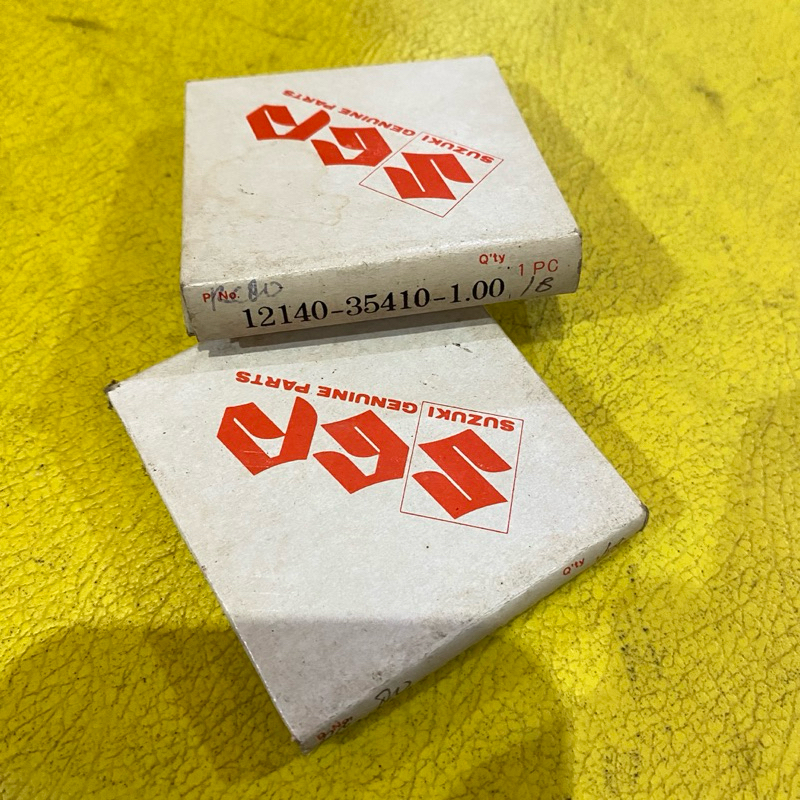 SUZUKI GENUINE PARTS
SGP
P No.
Q'ty
1 PC
12140-35410-1.00
SUZUKI GENUINE PARTS
SGP
Q'ty